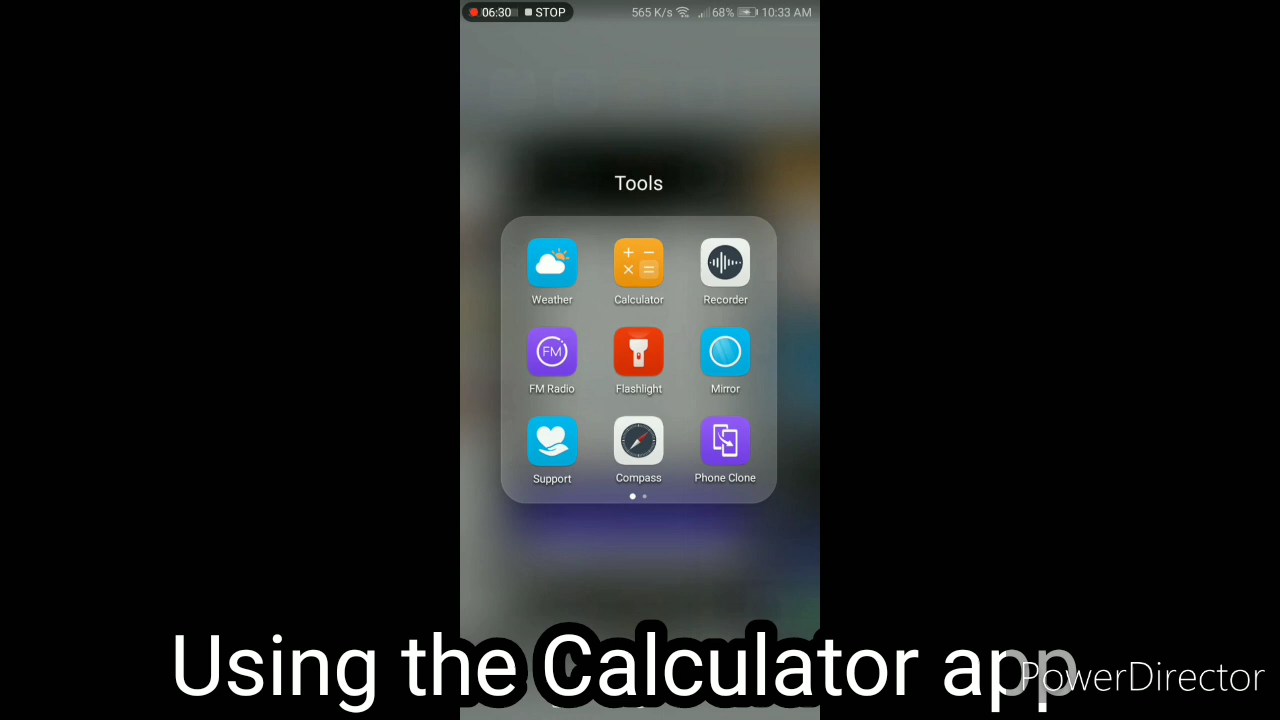 06:30 STOP 565 K/s 68% 10:33 AM
Tools
Weather Calculator Recorder
FM
FM Radio Flashlight Mirror
Support Compass Phone Clone
Using the Calculator app
PowerDirector